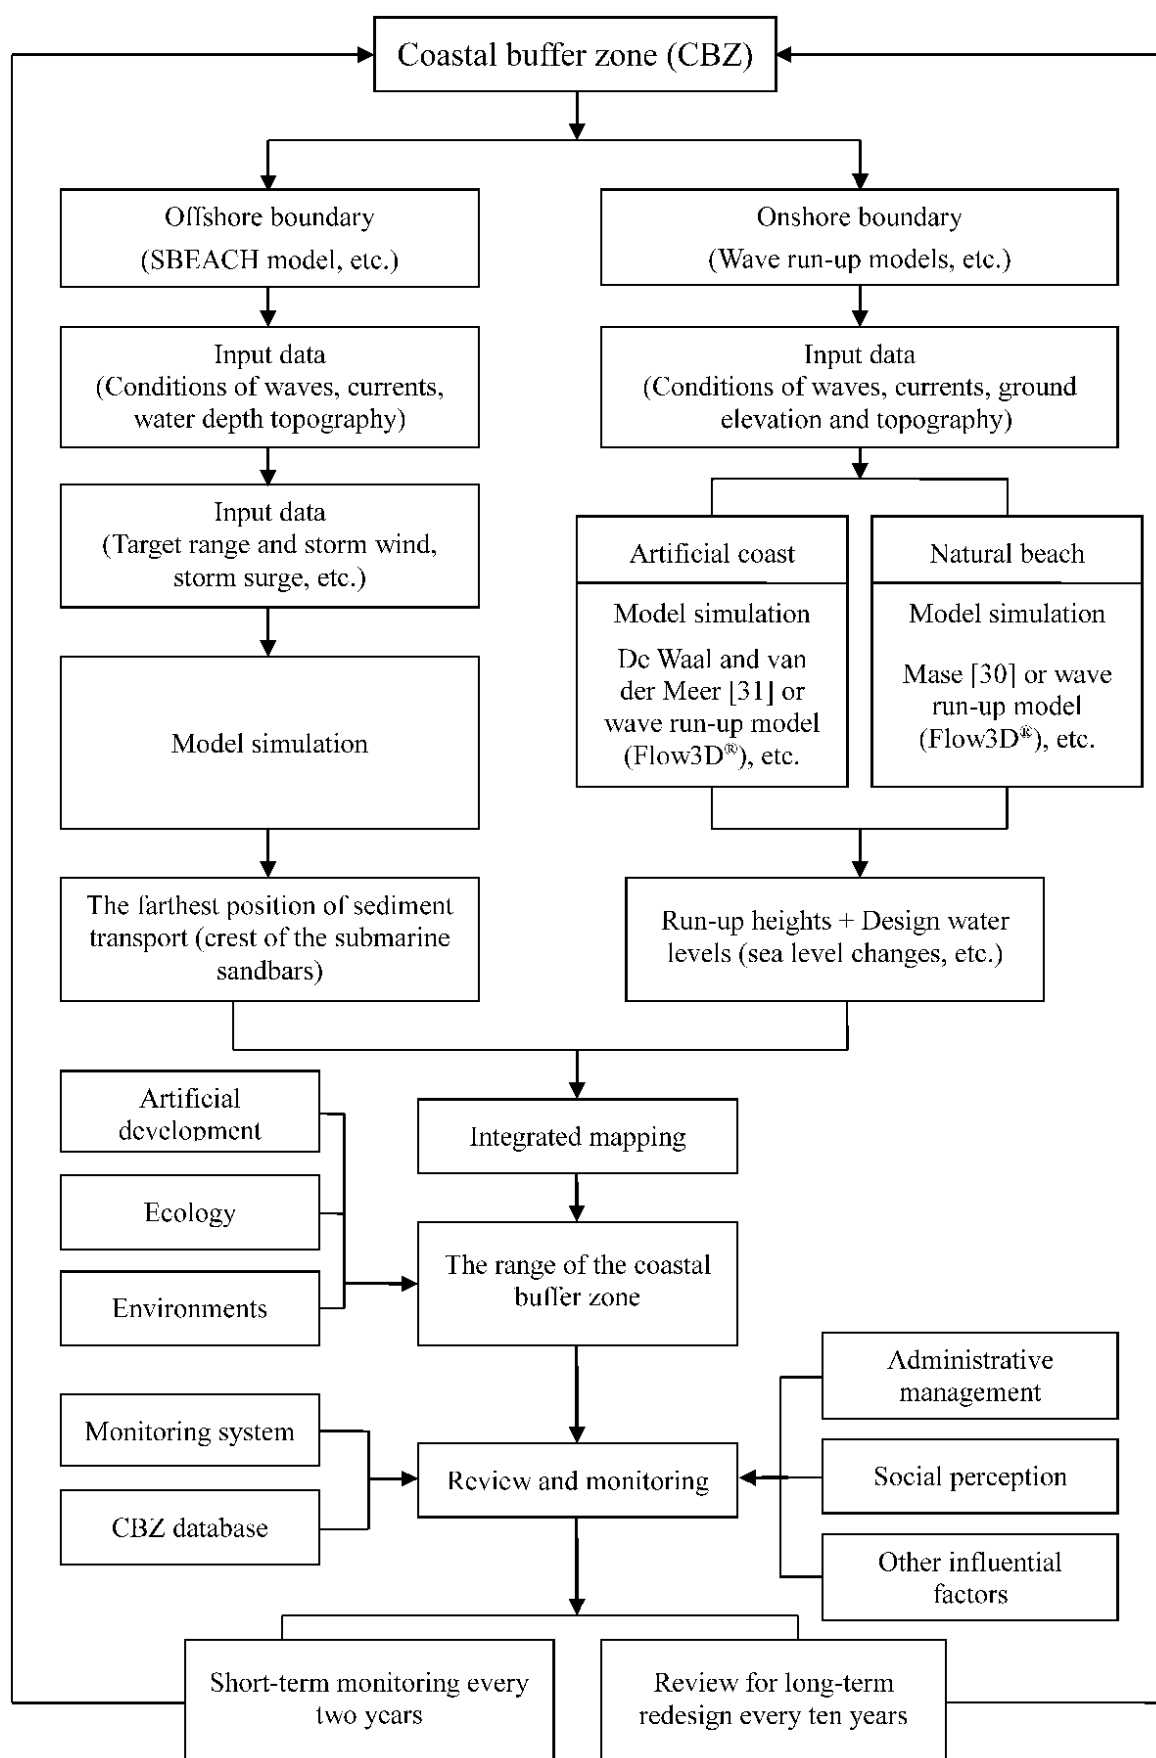 Coastal buffer zone (CBZ)
Offshore boundary
(SBEACH model, etc.)
Onshore boundary
(Wave run-up models, etc.)
Input data
(Conditions of waves, currents,
water depth topography)
Input data
(Conditions of waves, currents, ground
elevation and topography)
Input data
(Target range and storm wind,
storm surge, etc.)
Artificial coast
Model simulation
De Waal and van
der Meer [31] or
wave run-up model
(Flow3D®), etc.
Natural beach
Model simulation
Mase [30] or wave
run-up model
(Flow3D®), etc.
Model simulation
The farthest position of sediment
transport (crest of the submarine
sandbars)
Run-up heights + Design water
levels (sea level changes, etc.)
Artificial
development
Ecology
Environments
Integrated mapping
The range of the coastal
buffer zone
Monitoring system
CBZ database
Review and monitoring
Administrative
management
Social perception
Other influential
factors
Short-term monitoring every
two years
Review for long-term
redesign every ten years